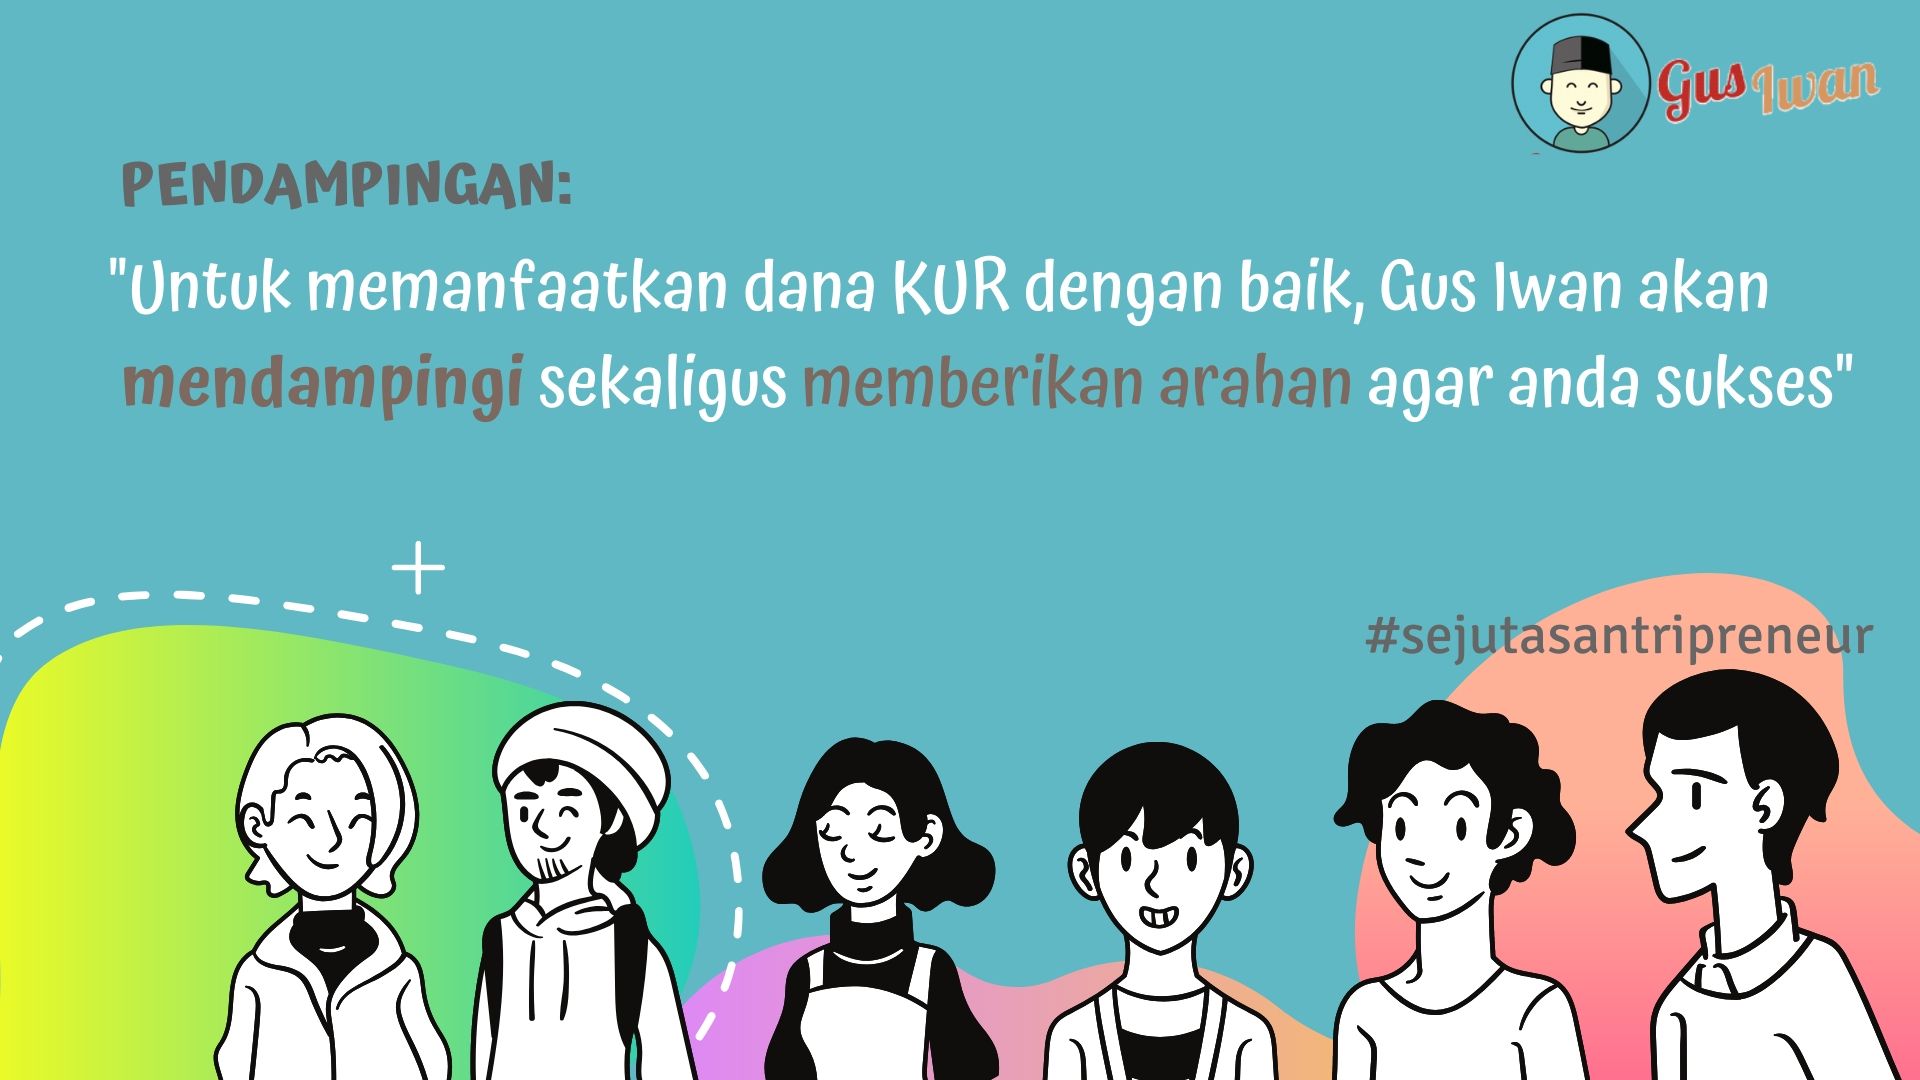 Gus Iwan
PENDAMPINGAN:
"Untuk memanfaatkan dana KUR dengan baik, Gus Iwan akan
mendampingi sekaligus memberikan arahan agar anda sukses"
#sejutasantripreneur